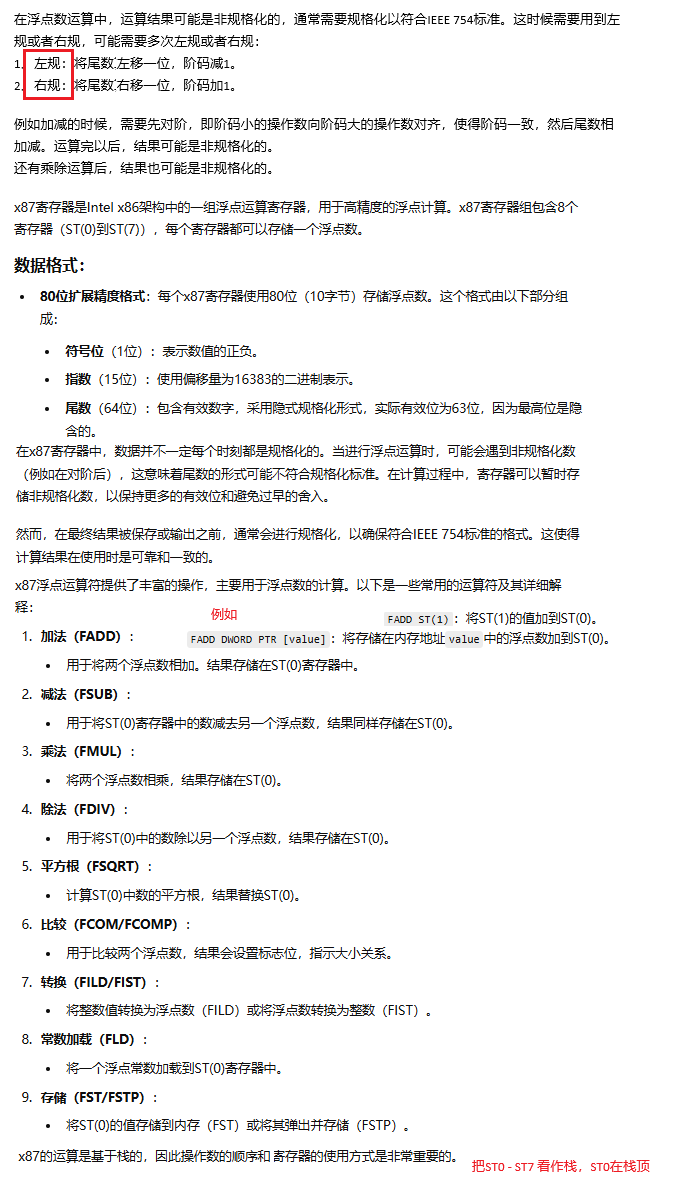 在浮点数运算中，运算结果可能是非规格化的，通常需要规格化以符合IEEE 754标准。这时候需要用到左
规或者右规，可能需要多次左规或者右规：
1、左规：将尾数左移一位，阶码减1。
2、右规：将尾数右移一位，阶码加1。
例如加减的时候，需要先对阶，即阶码小的操作数向阶码大的操作数对齐，使得阶码一致，然后尾数相
加减。运算完以后，结果可能是非规格化的。
还有乘除运算后，结果也可能是非规格化的。
x87寄存器是Intel x86架构中的一组浮点运算寄存器，用于高精度的浮点计算。x87寄存器组包含8个
寄存器（ST(0)到ST(7)），每个寄存器都可以存储一个浮点数。
数据格式：
• 80位扩展精度格式：每个x87寄存器使用80位（10字节）存储浮点数。这个格式由以下部分组
成：
• 符号位（1位）：表示数值的正负。
• 指数（15位）：使用偏移量为16383的二进制表示。
• 尾数（64位）：包含有效数字，采用隐式规格化形式，实际有效位为63位，因为最高位是隐
含的。
在x87寄存器中，数据并不一定每个时刻都是规格化的。当进行浮点运算时，可能会遇到非规格化数
（例如在对阶后），这意味着尾数的形式可能不符合规格化标准。在计算过程中，寄存器可以暂时存
储非规格化数，以保持更多的有效位和避免过早的舍入。
然而，在最终结果被保存或输出之前，通常会进行规格化，以确保符合IEEE 754标准的格式。这使得
计算结果在使用时是可靠和一致的。
x87浮点运算符提供了丰富的操作，主要用于浮点数的计算。以下是一些常用的运算符及其详细解
释：
例如
FADD ST(1)：将ST(1)的值加到ST(0)。
1. 加法（FADD）：
FADD DWORD PTR [value]：将存储在内存地址 value 中的浮点数加到ST(0)。
• 用于将两个浮点数相加。结果存储在ST(0)寄存器中。
2. 减法（FSUB）：
• 用于将ST(0)寄存器中的数减去另一个浮点数，结果同样存储在ST(0)。
3. 乘法（FMUL）：
• 将两个浮点数相乘，结果存储在ST(0)。
4. 除法（FDIV）：
• 用于将ST(0)中的数除以另一个浮点数，结果存储在ST(0)。
5. 平方根（FSQRT）：
• 计算ST(0)中数的平方根，结果替换ST(0)。
6. 比较（FCOM/FCOMP）：
• 用于比较两个浮点数，结果会设置标志位，指示大小关系。
7. 转换（FILD/FIST）：
• 将整数值转换为浮点数（FILD）或将浮点数转换为整数（FIST）。
8. 常数加载（FLD）：
• 将一个浮点常数加载到ST(0)寄存器中。
9. 存储（FST/FSTP）：
• 将ST(0)的值存储到内存（FST）或将其弹出并存储（FSTP）。
x87的运算是基于栈的，因此操作数的顺序和寄存器的使用方式是非常重要的。
把ST0 - ST7 看作栈，ST0在栈顶